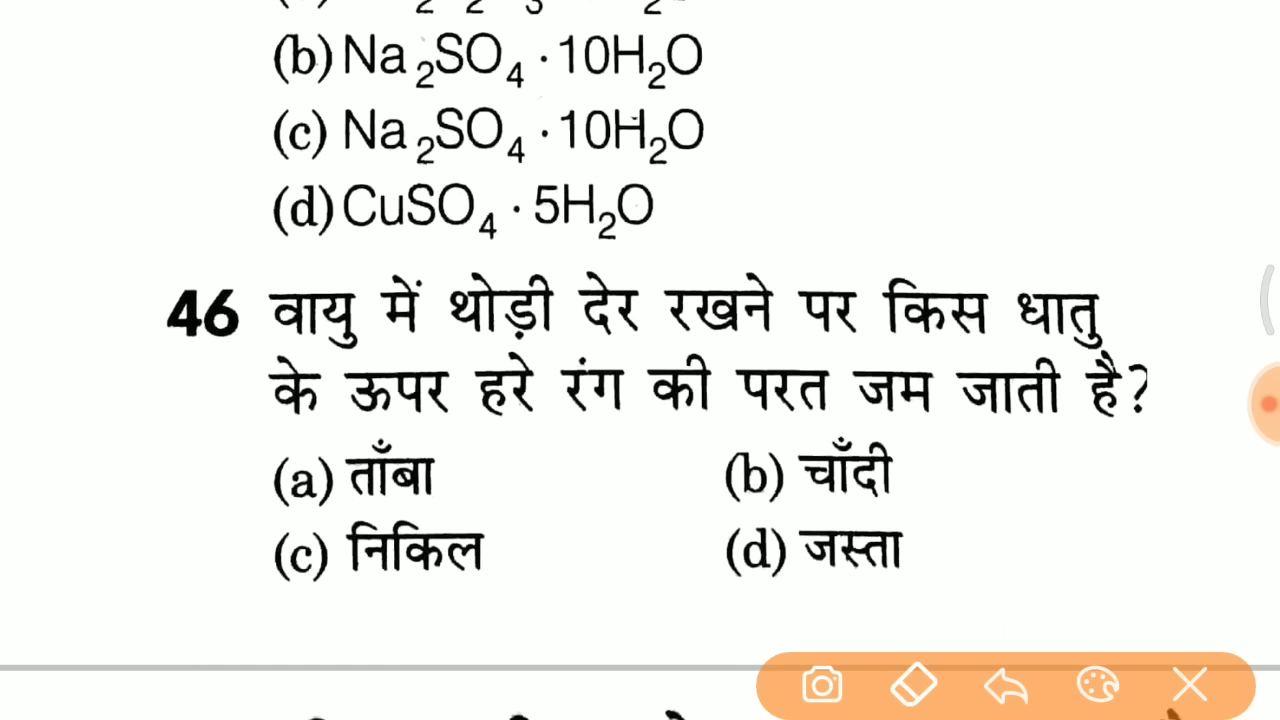 (b) Na₂SO₄ · 10H₂O
(c) Na₂SO₄ · 10H₂O
(d) CuSO₄ · 5H₂O
46 वायु में थोड़ी देर रखने पर किस धातु
के ऊपर हरे रंग की परत जम जाती है?
(a) ताँबा (b) चाँदी
(c) निकिल (d) जस्ता